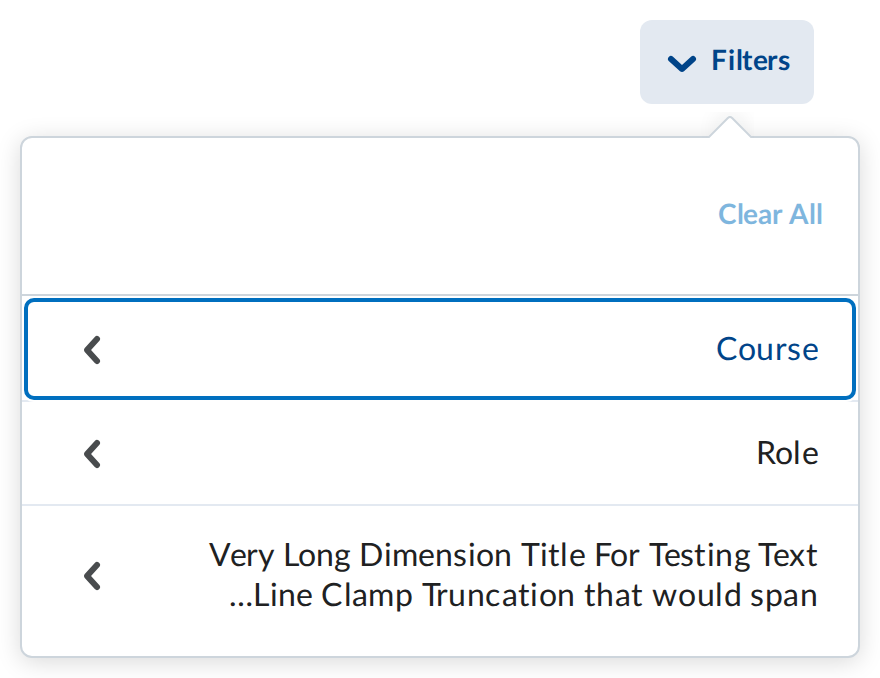 Filters
Clear All
Course
Role
Very Long Dimension Title For Testing Text
...Line Clamp Truncation that would span